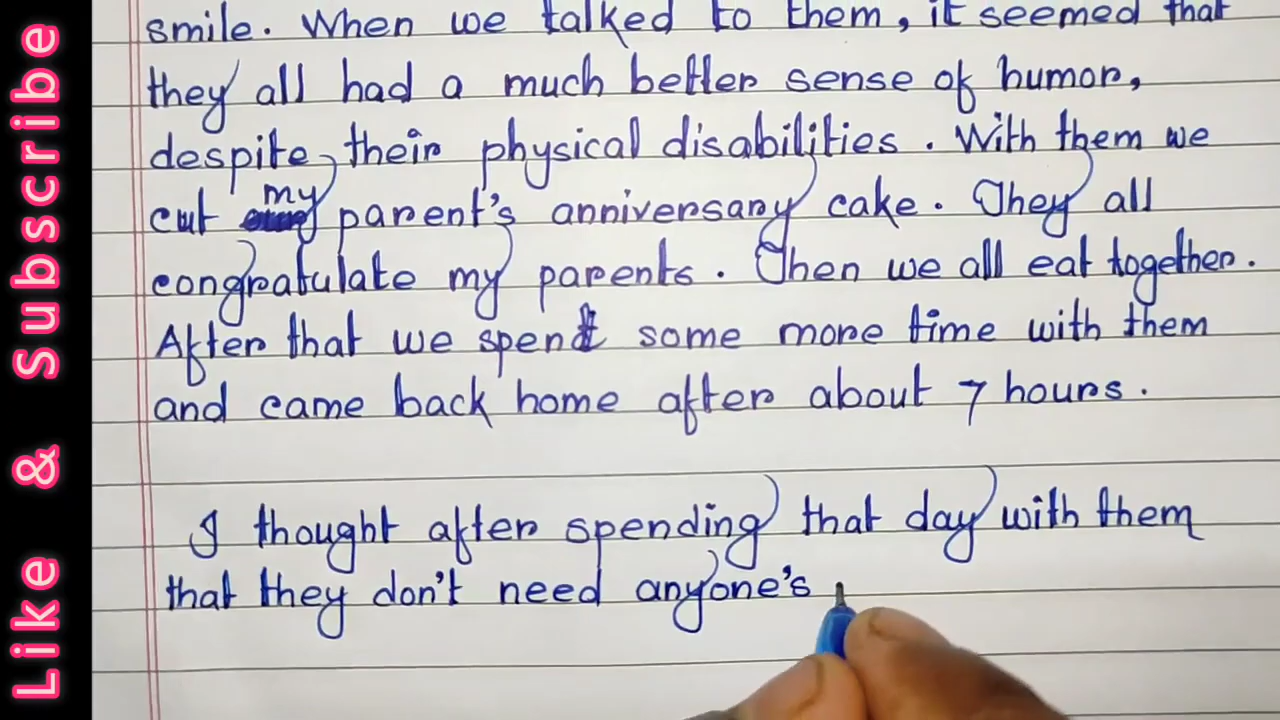 smile. When we talked to them, it seemed that
they all had a much better sense of humor,
despite their physical disabilities. With them we
cut my parent's anniversary cake. They all
congratulate my parents. Then we all eat together.
After that we spent some more time with them
and came back home after about 7 hours.
I thought after spending that day with them
that they don't need anyone's
Like & Subscribe